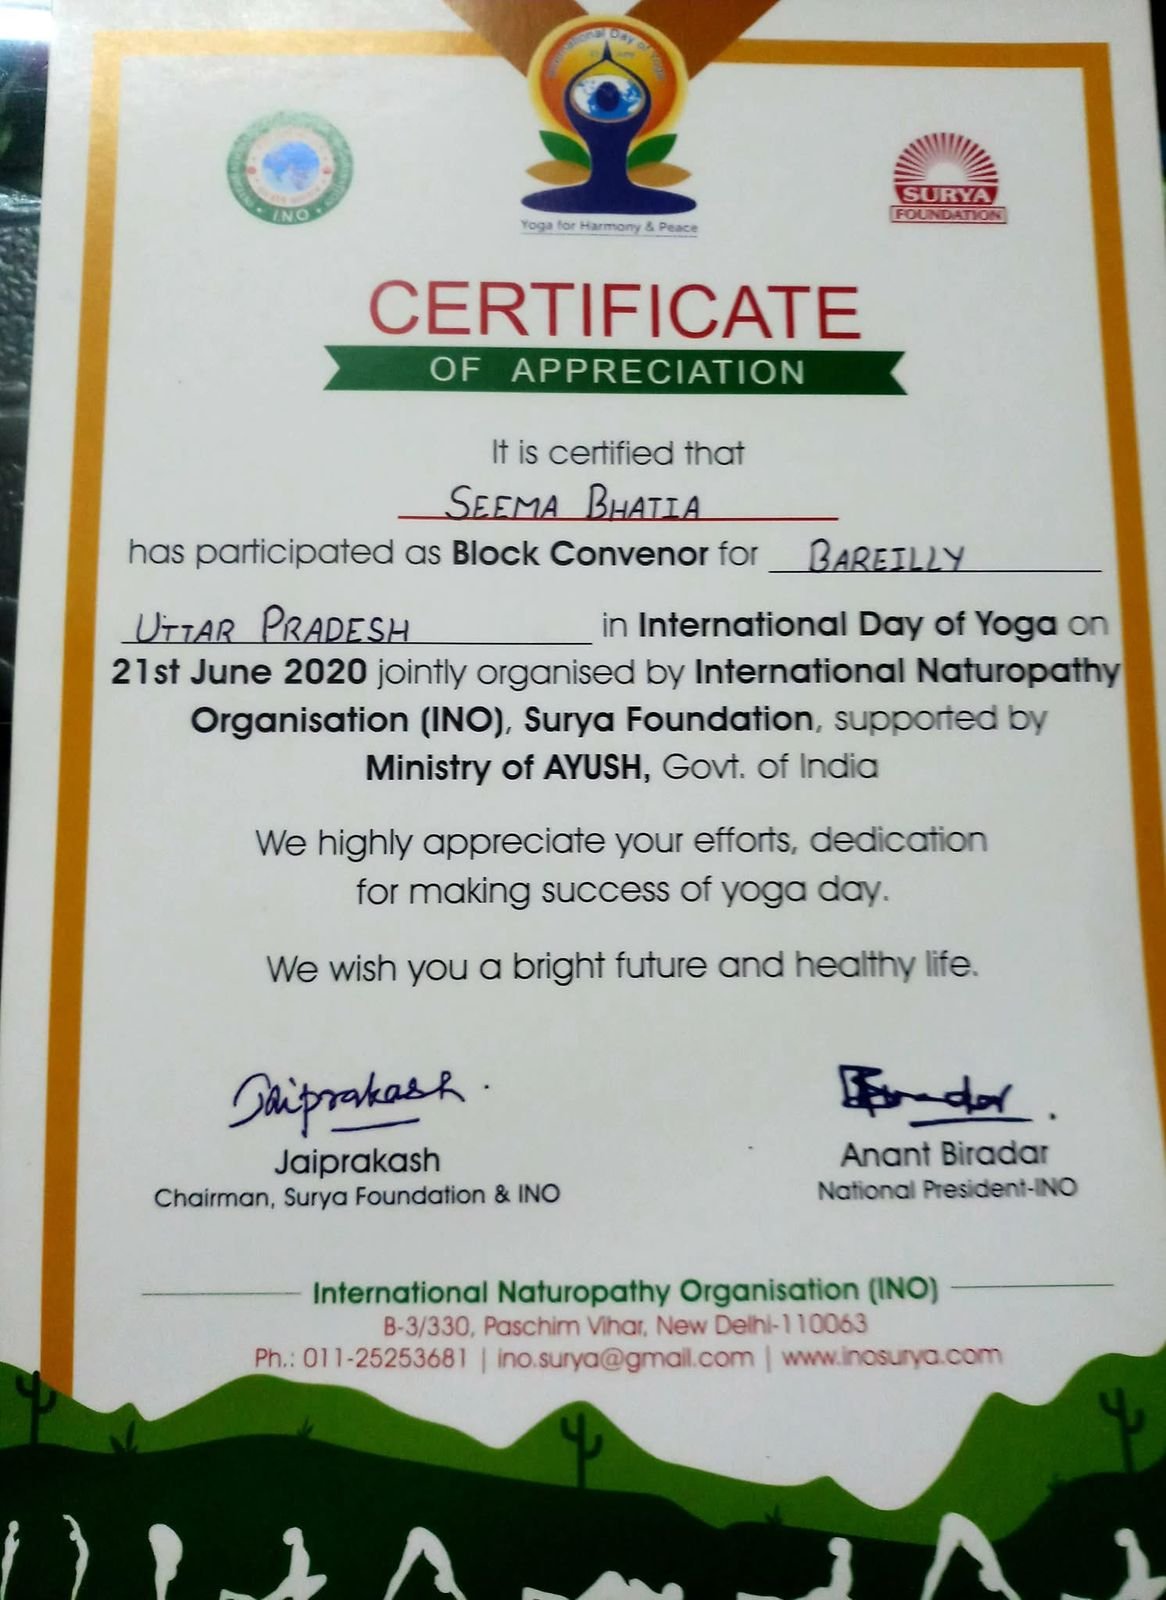 International Day of Yoga
Yoga for Harmony & Peace
INO
SURYA
FOUNDATION
CERTIFICATE
OF APPRECIATION
It is certified that
SEEMA BHATIA
has participated as Block Convenor for BAREILLY
UTTAR PRADESH in International Day of Yoga on
21st June 2020 jointly organised by International Naturopathy
Organisation (INO), Surya Foundation, supported by
Ministry of AYUSH, Govt. of India
We highly appreciate your efforts, dedication
for making success of yoga day.
We wish you a bright future and healthy life.
Jaiprakash.
Jaiprakash
Chairman, Surya Foundation & INO
Anant Biradar
National President-INO
International Naturopathy Organisation (INO)
B-3/330, Paschim Vihar, New Delhi-110063
Ph.: 011-25253681 | ino.surya@gmail.com | www.inosurya.com